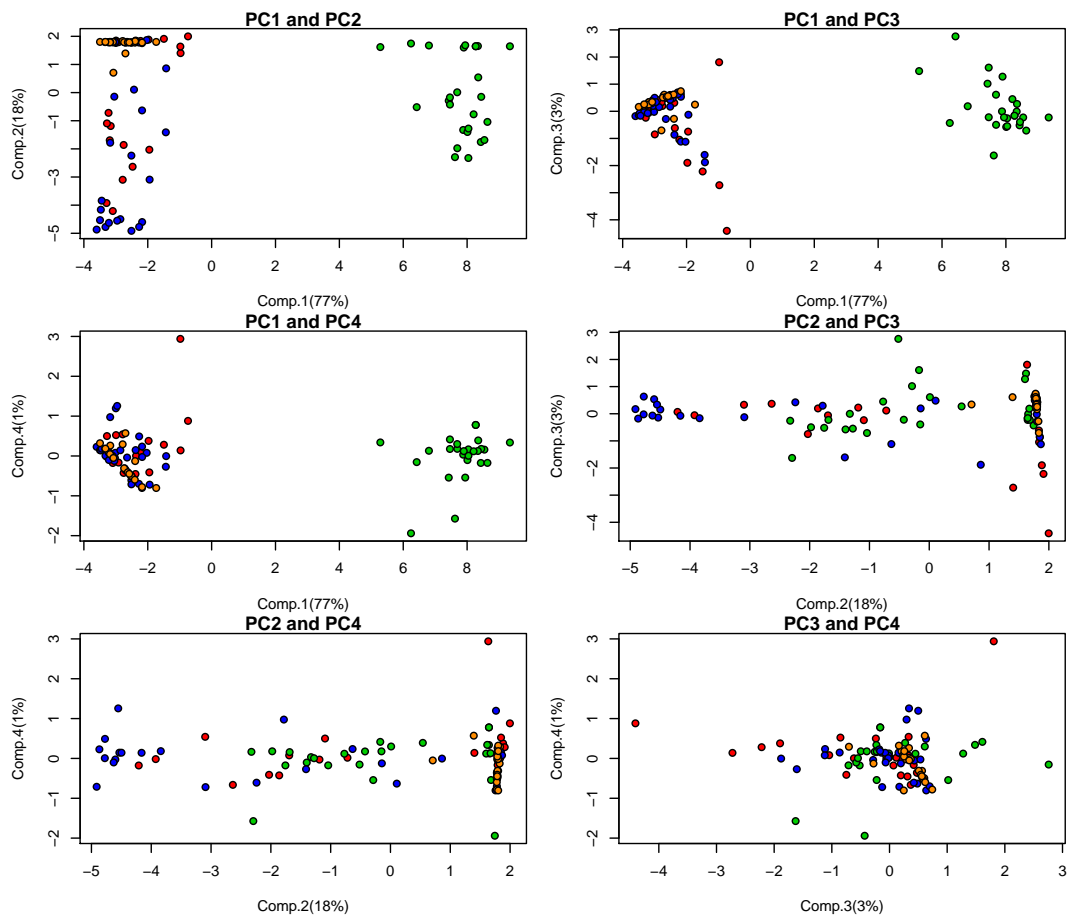 PC1 and PC2
Comp.2(18%)
2
1
0
−1
−3
−5
−4 −2 0 2 4 6 8
Comp.1(77%)
PC1 and PC3
Comp.3(3%)
3
2
1
0
−2
−4
−4 −2 0 2 4 6 8
Comp.1(77%)
PC1 and PC4
Comp.4(1%)
3
2
1
0
−1
−2
−4 −2 0 2 4 6 8
Comp.1(77%)
PC2 and PC3
Comp.3(3%)
3
2
1
0
−2
−4
−5 −4 −3 −2 −1 0 1 2
Comp.2(18%)
PC2 and PC4
Comp.4(1%)
3
2
1
0
−1
−2
−5 −4 −3 −2 −1 0 1 2
Comp.2(18%)
PC3 and PC4
Comp.4(1%)
3
2
1
0
−1
−2
−4 −3 −2 −1 0 1 2 3
Comp.3(3%)